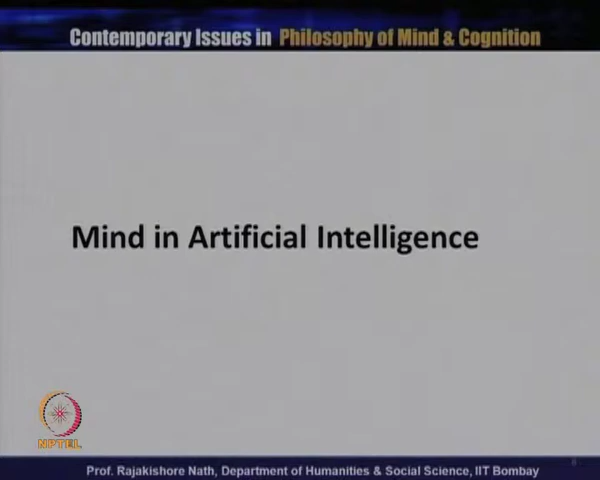 Contemporary Issues in Philosophy of Mind & Cognition
Mind in Artificial Intelligence
NPTEL
Prof. Rajakishore Nath, Department of Humanities & Social Science, IIT Bombay